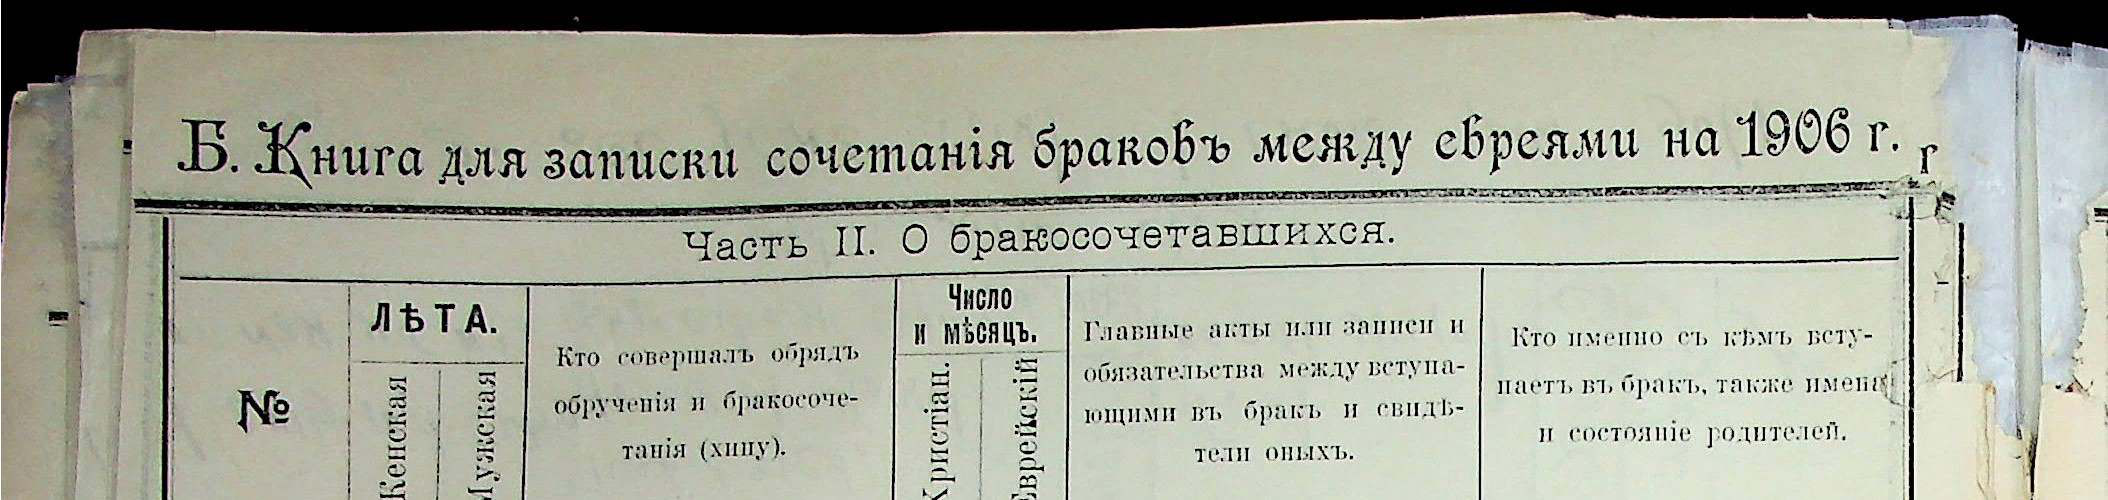 Б. Книга для записки сочетанія браковъ между евреями на 1906 г.
г
Часть II. О бракосочетавшихся.
№
ЛѢТА.
Женская
Мужская
Кто совершалъ обрядъ
обрученія и бракосоче-
танія (хипу).
Число
и мѣсяцъ.
Христіан.
Еврейскій
Главные акты или записи и
обязательства между вступа-
ющими въ бракъ и свидѣ-
тели оныхъ.
Кто именно съ кѣмъ всту-
паетъ въ бракъ, также имена
и состояніе родителей.